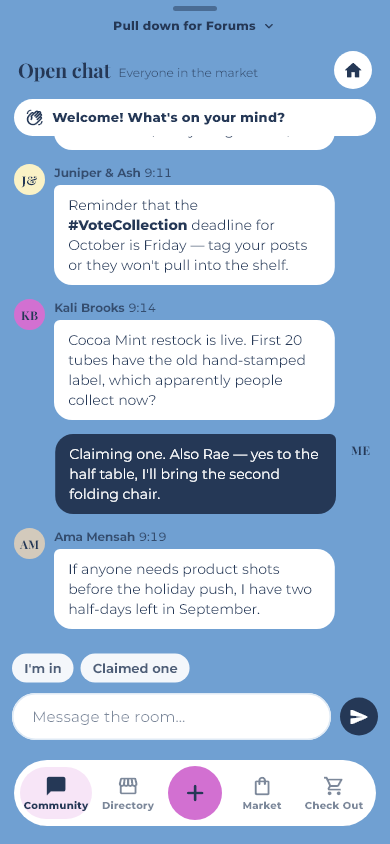 Pull down for Forums
Open chat Everyone in the market
Welcome! What's on your mind?
J&
Juniper & Ash 9:11
Reminder that the
#VoteCollection deadline for
October is Friday — tag your posts
or they won't pull into the shelf.
KB
Kali Brooks 9:14
Cocoa Mint restock is live. First 20
tubes have the old hand-stamped
label, which apparently people
collect now?
Claiming one. Also Rae — yes to the
half table, I'll bring the second
folding chair.
ME
AM
Ama Mensah 9:19
If anyone needs product shots
before the holiday push, I have two
half-days left in September.
I'm in
Claimed one
Message the room...
Community
Directory
Market
Check Out